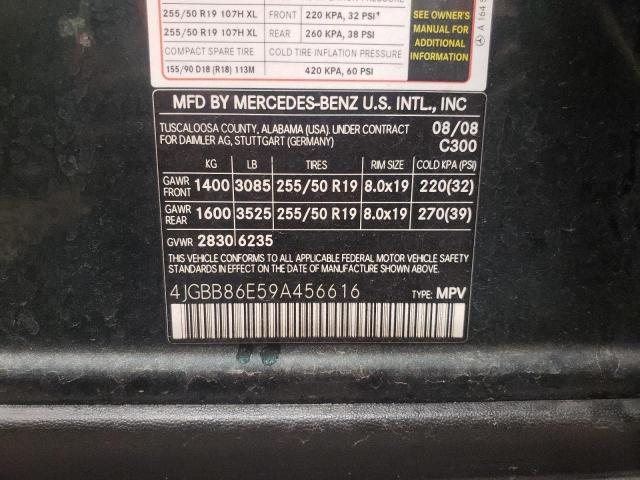 255/50 R19 107H XL FRONT 220 KPA, 32 PSI*
255/50 R19 107H XL REAR 260 KPA, 38 PSI
COMPACT SPARE TIRE COLD TIRE INFLATION PRESSURE
155/90 D18 (R18) 113M 420 KPA, 60 PSI
SEE OWNER'S
MANUAL FOR
ADDITIONAL
INFORMATION
A 164 5
MFD BY MERCEDES-BENZ U.S. INTL., INC
TUSCALOOSA COUNTY, ALABAMA (USA). UNDER CONTRACT
FOR DAIMLER AG, STUTTGART (GERMANY)
08/08
C300
KG LB TIRES RIM SIZE COLD KPA (PSI)
GAWR FRONT 1400 3085 255/50 R19 8.0x19 220(32)
GAWR REAR 1600 3525 255/50 R19 8.0x19 270(39)
GVWR 2830 6235
THIS VEHICLE CONFORMS TO ALL APPLICABLE FEDERAL MOTOR VEHICLE
SAFETY STANDARDS IN EFFECT ON THE DATE OF MANUFACTURE SHOWN ABOVE.
4JGBB86E59A456616 TYPE: MPV